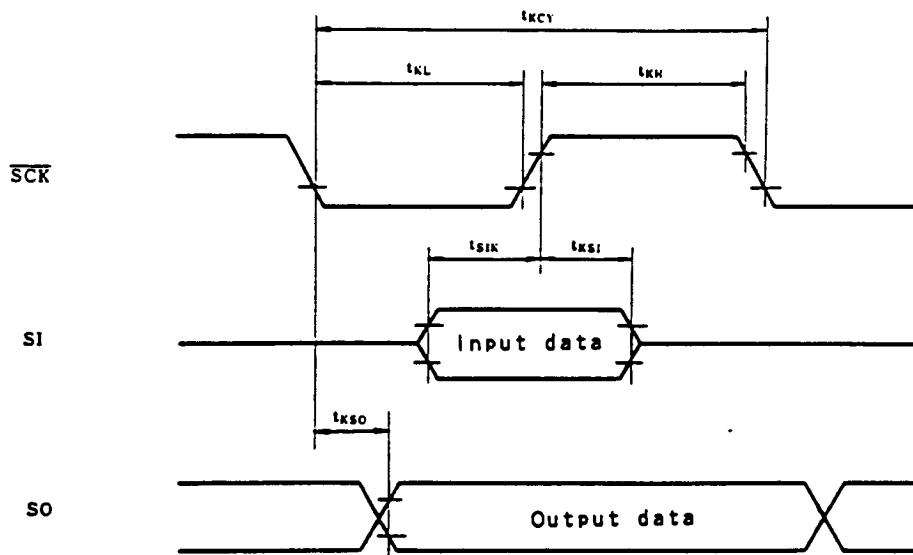 tKCY
tKL
tKH
SCK
tSIK
tKSI
SI
Input data
tKSO
SO
Output data